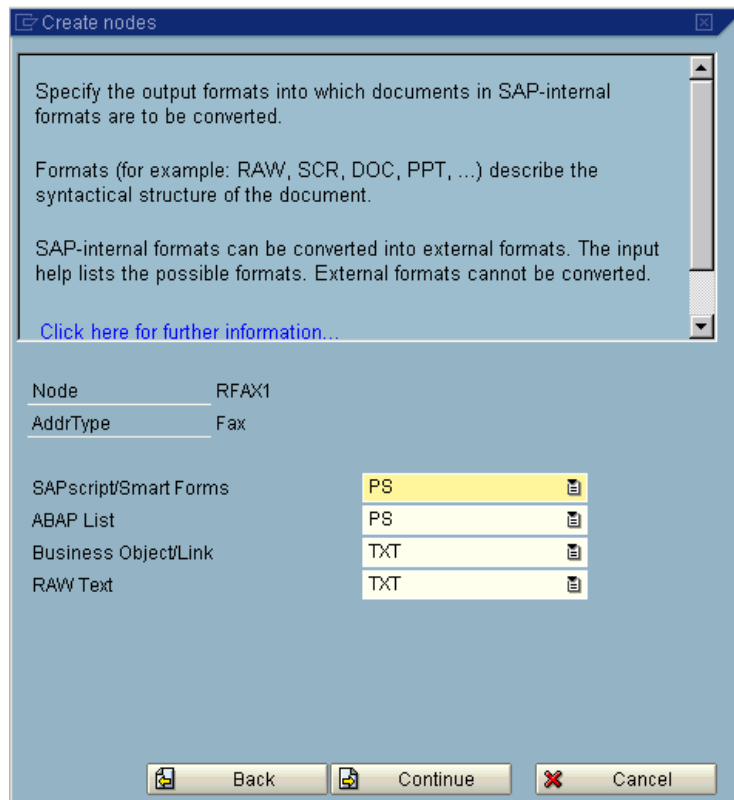 Create nodes
Specify the output formats into which documents in SAP-internal
formats are to be converted.
Formats (for example: RAW, SCR, DOC, PPT, ...) describe the
syntactical structure of the document.
SAP-internal formats can be converted into external formats. The input
help lists the possible formats. External formats cannot be converted.
Click here for further information...
Node RFAX1
AddrType Fax
SAPscript/Smart Forms PS
ABAP List PS
Business Object/Link TXT
RAW Text TXT
Back Continue Cancel